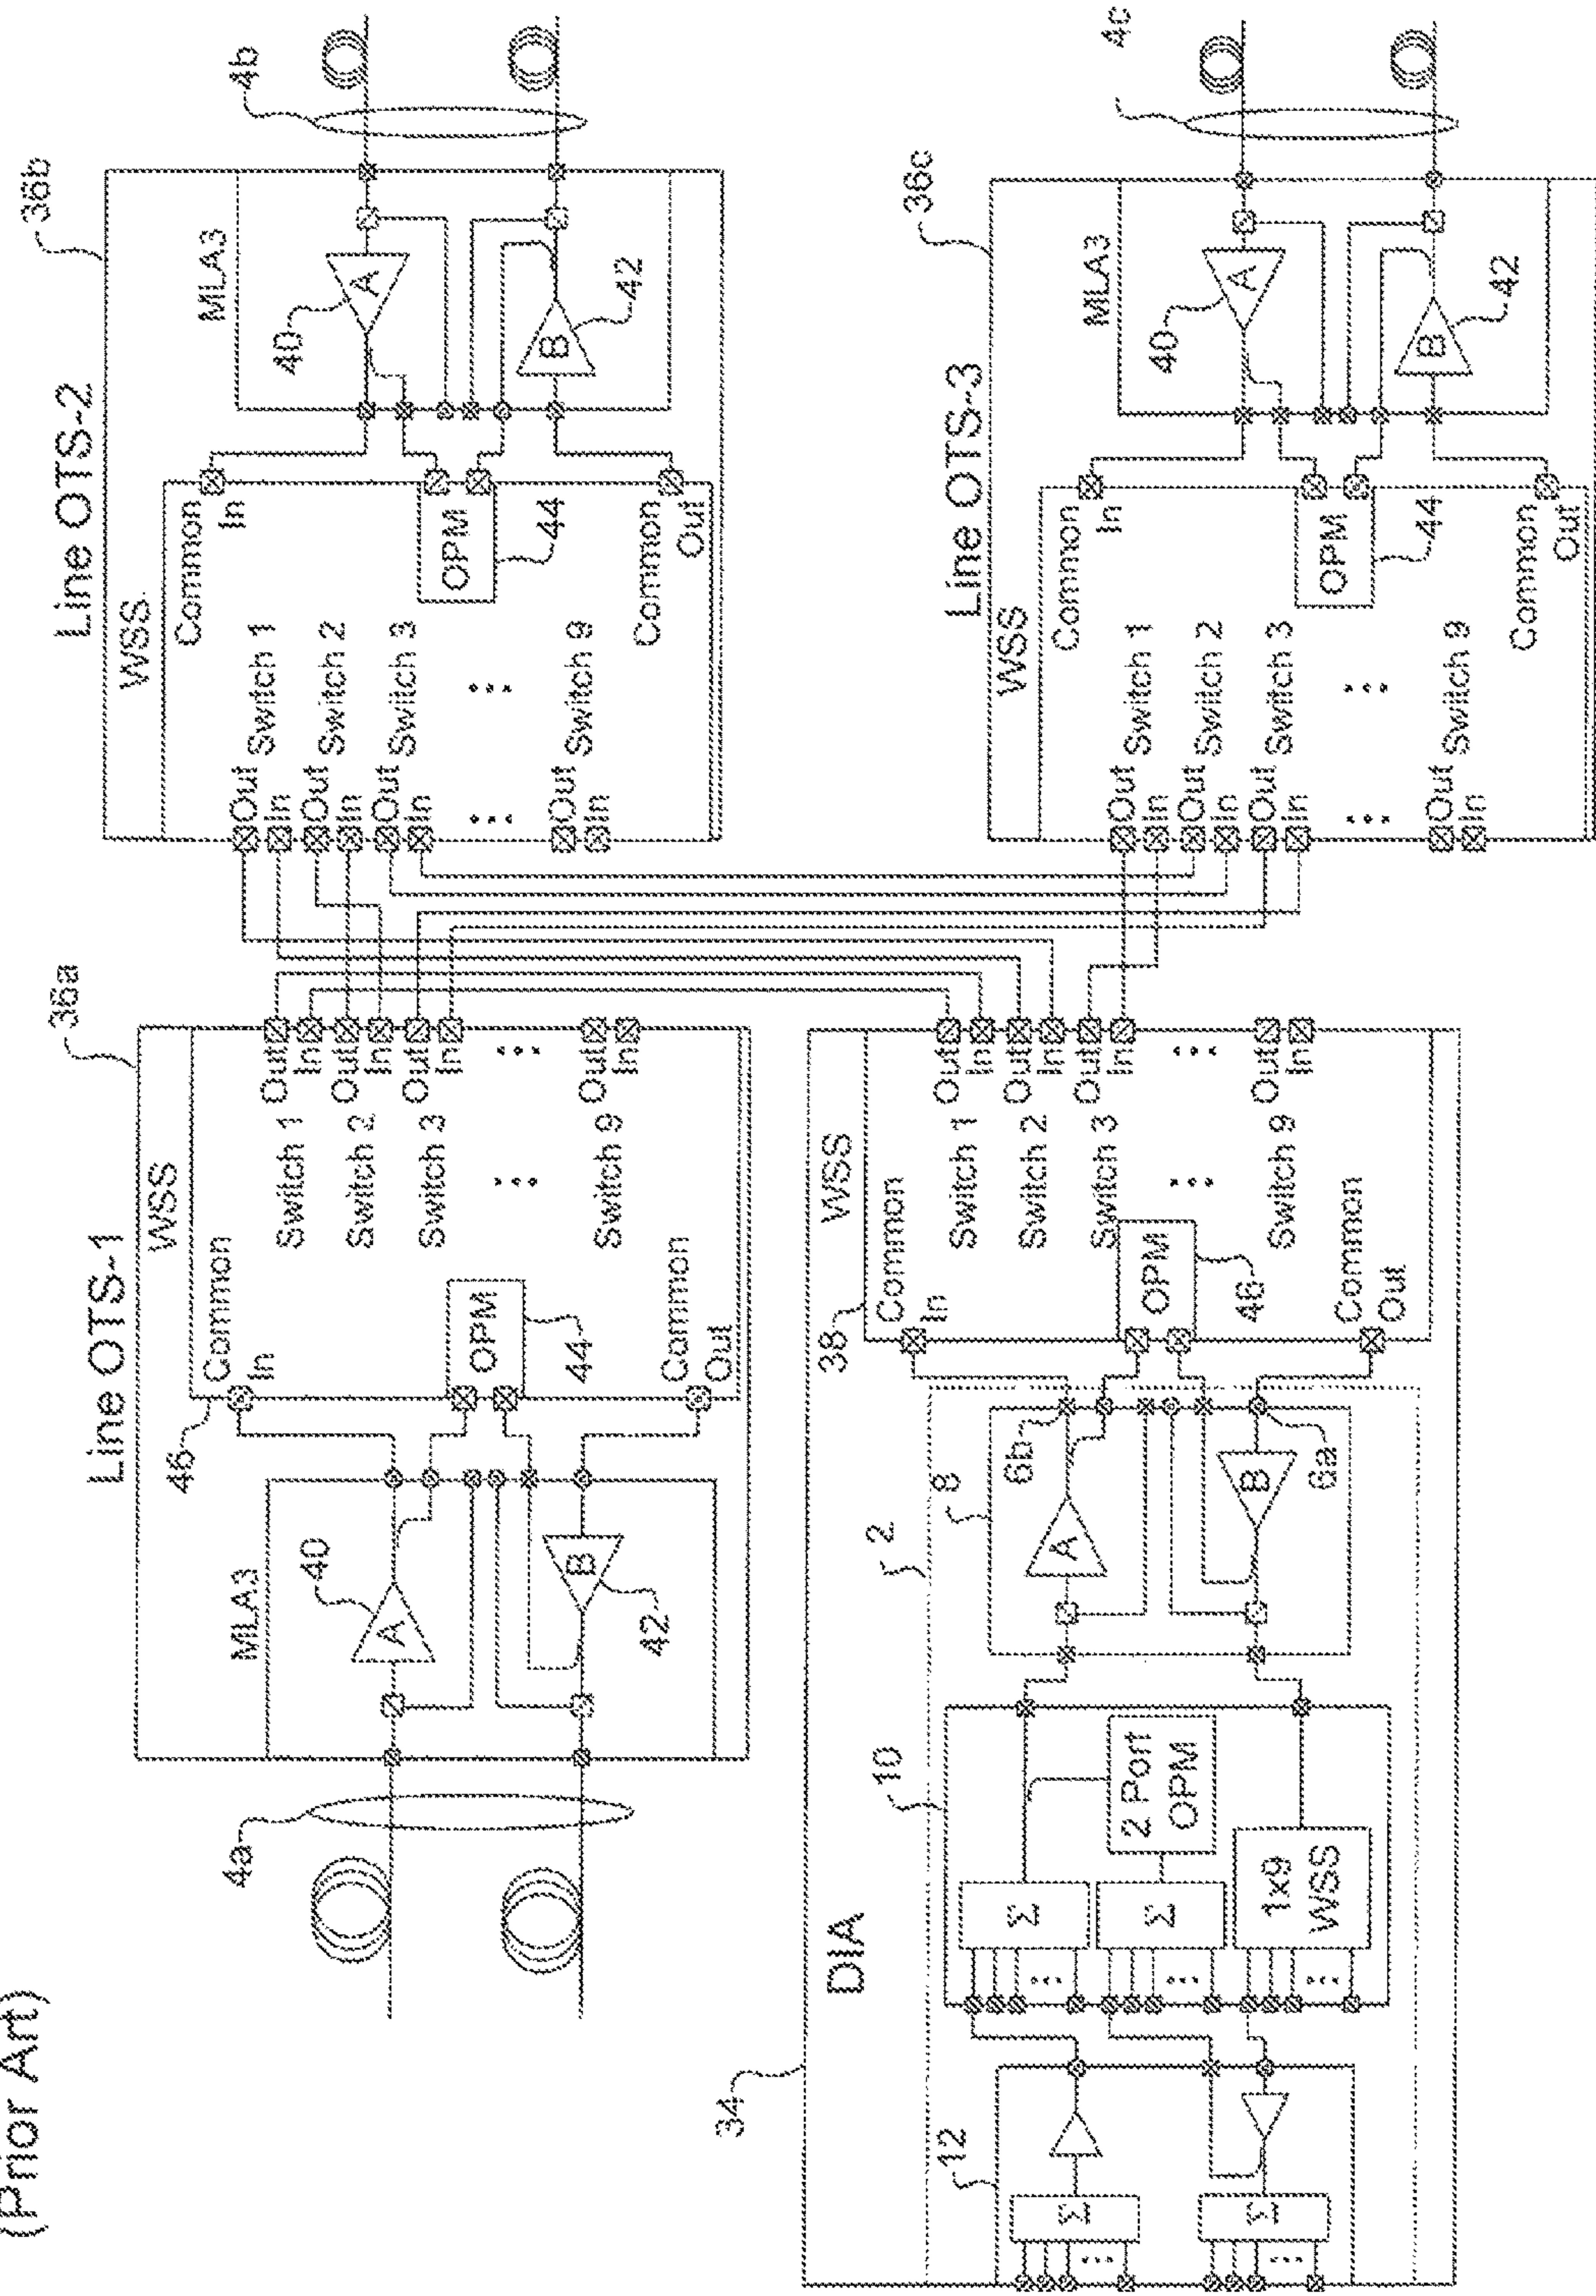 (Prior Art)
Line OTS-1
36a
4a
MLA3
40
A
B
42
46
WSS
Common
In
OPM
44
Common
Out
Switch 1
Out
In
Switch 2
Out
In
Switch 3
Out
In
...
...
Switch 9
Out
In
Line OTS-2
36b
WSS
Out
In
Switch 1
Out
In
Switch 2
Out
In
Switch 3
...
...
Out
In
Switch 9
Common
In
OPM
44
Common
Out
MLA3
40
A
B
42
4b
34
DIA
12
Σ
...
Σ
...
10
Σ
...
Σ
...
2 Port
OPM
1x9
WSS
...
2
8
A
B
6b
6a
38
WSS
Common
In
OPM
46
Common
Out
Switch 1
Out
In
Switch 2
Out
In
Switch 3
Out
In
...
...
Switch 9
Out
In
Line OTS-3
36c
WSS
Out
In
Switch 1
Out
In
Switch 2
Out
In
Switch 3
...
...
Out
In
Switch 9
Common
In
OPM
44
Common
Out
MLA3
40
A
B
42
4c